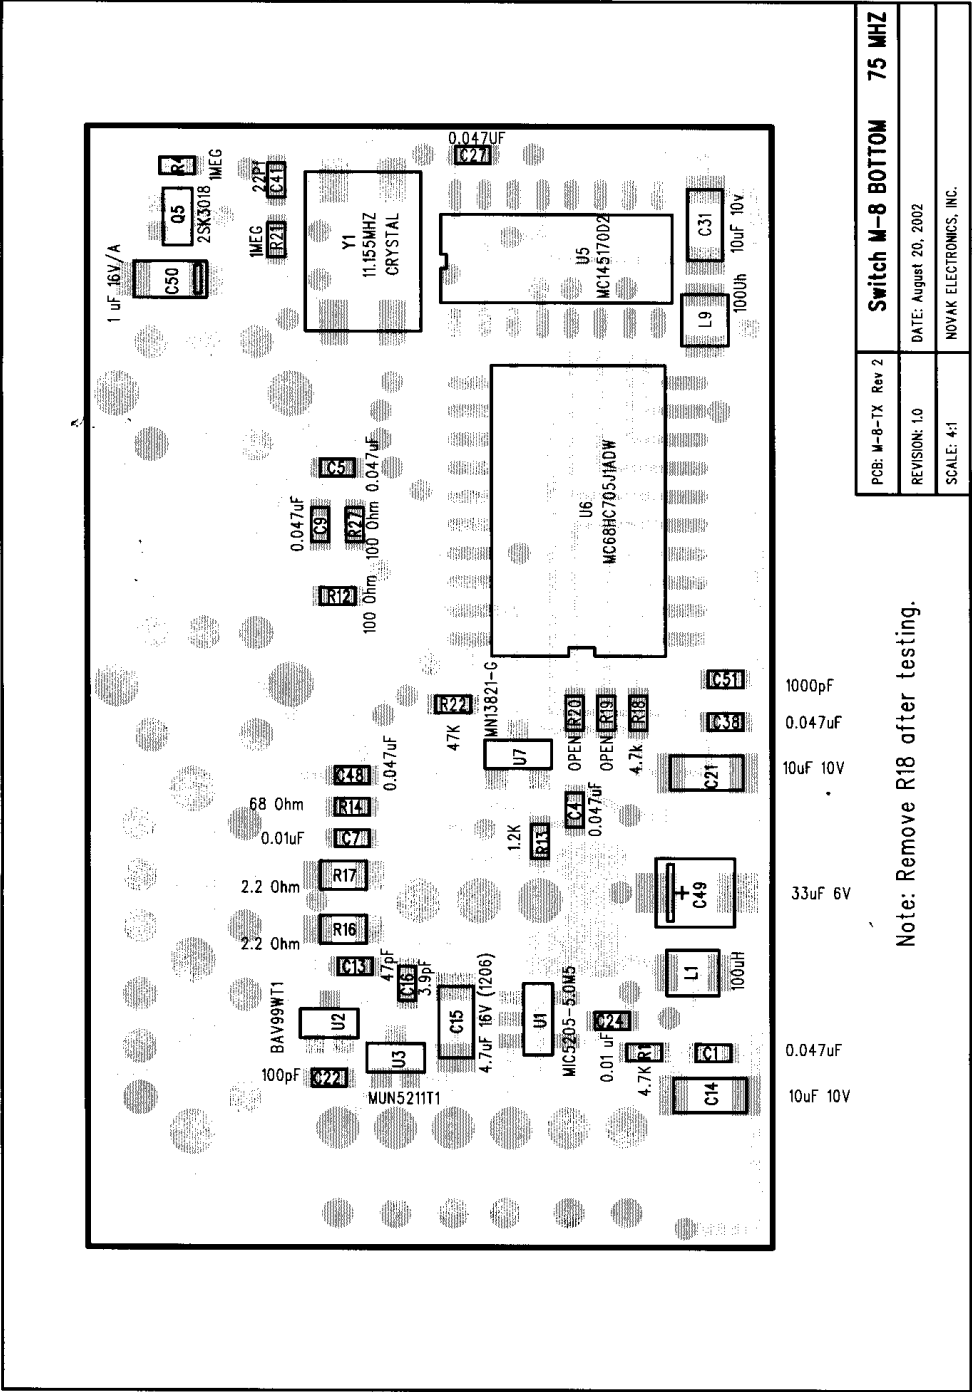 0.047UF
C27
R4
1MEG
Q5
2SK3018
22P1
C41
1MEG
R21
1 uF 16V/A
C50
Y1
11.155MHZ
CRYSTAL
U5
MC145170D2
C31
10uF 10v
L9
100Uh
C5
0.047uF
0.047uF
C9
R27
100 Ohm
R12
100 Ohm
U6
MC68HC705J1ADW
R22
47K
MN13821-G
U7
R20
OPEN
R19
OPEN
R18
4.7k
C51
1000pF
C38
0.047uF
C21
10uF 10V
C48
0.047uF
68 Ohm
R14
0.01uF
C7
2.2 Ohm
R17
2.2 Ohm
R16
1.2K
R13
C4
0.047uF
C49
33uF 6V
C13
47pF
C16
3.9pF
C15
4.7uF 16V (1206)
U1
MIC5205-5.0M5
L1
100uH
BAV99WT1
U2
U3
MUN5211T1
100pF
C22
C24
0.01 uF
R1
4.7K
C1
0.047uF
C14
10uF 10V
Note: Remove R18 after testing.
PCB: M-8-TX Rev 2
Switch M-8 BOTTOM 75 MHZ
REVISION: 1.0
DATE: August 20, 2002
SCALE: 4:1
NOVAK ELECTRONICS, INC.